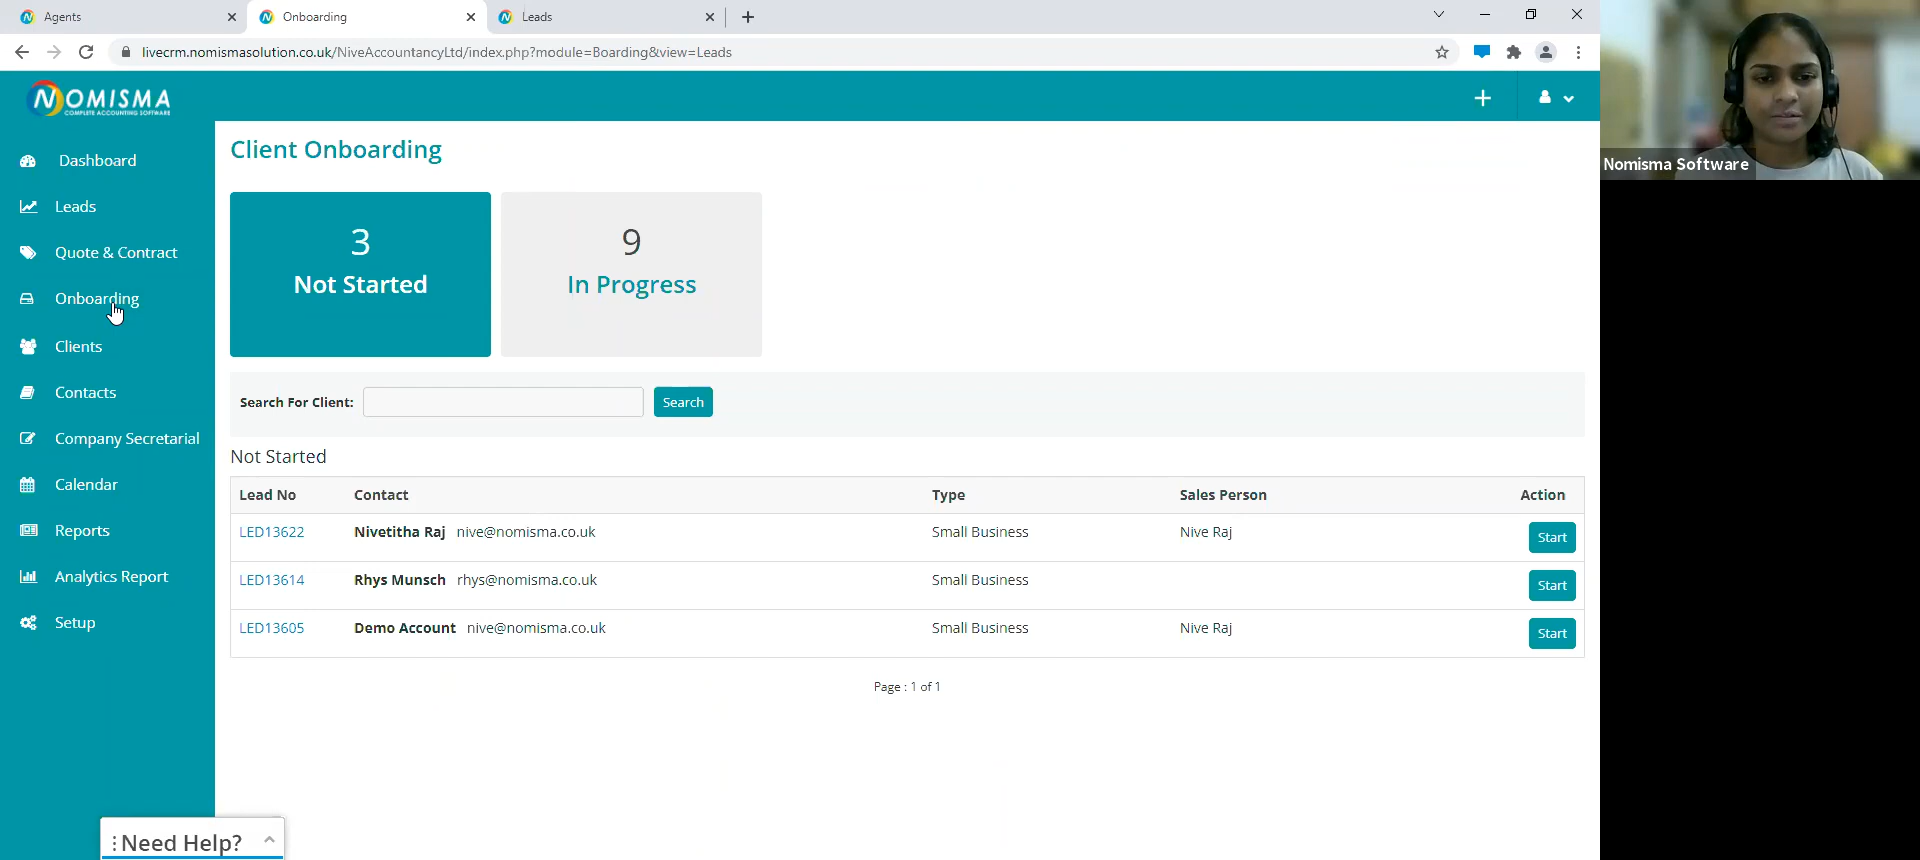 Agents
Onboarding
Leads
livecrm.nomismasolution.co.uk/NiveAccountancyLtd/index.php?module=Boarding&view=Leads
NOMISMA
COMPLETE ACCOUNTING SOFTWARE
Dashboard
Leads
Quote & Contract
Onboarding
Clients
Contacts
Company Secretarial
Calendar
Reports
Analytics Report
Setup
Need Help?
Client Onboarding
3
Not Started
9
In Progress
Search For Client:
Search
Not Started
Lead No Contact Type Sales Person Action
LED13622 Nivetitha Raj nive@nomisma.co.uk Small Business Nive Raj Start
LED13614 Rhys Munsch rhys@nomisma.co.uk Small Business Start
LED13605 Demo Account nive@nomisma.co.uk Small Business Nive Raj Start
Page : 1 of 1
Nomisma Software